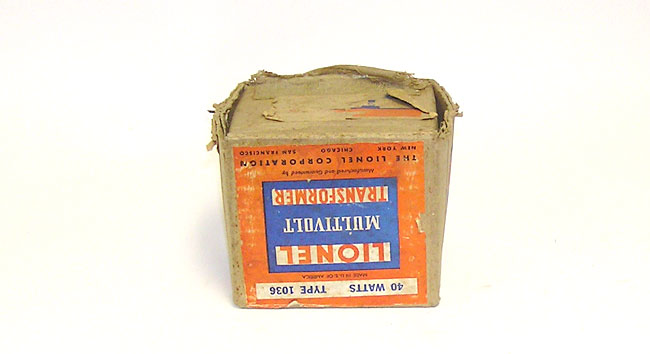 40 WATTS TYPE 1036
MADE IN U.S. OF AMERICA
LIONEL
MULTIVOLT
TRANSFORMER
Manufactured and Guaranteed by
THE LIONEL CORPORATION
NEW YORK CHICAGO SAN FRANCISCO